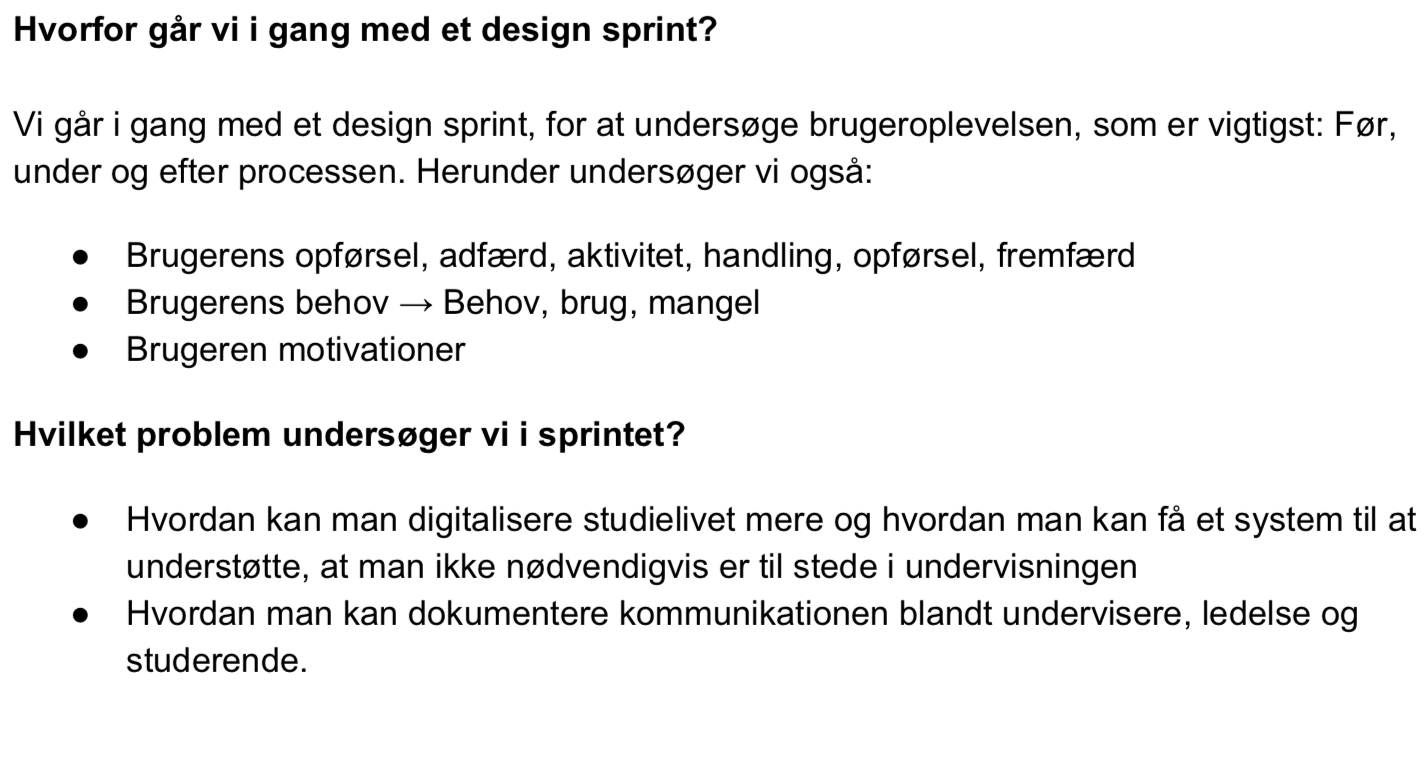 Hvorfor går vi i gang med et design sprint?
Vi går i gang med et design sprint, for at undersøge brugeroplevelsen, som er vigtigst: Før,
under og efter processen. Herunder undersøger vi også:
● Brugerens opførsel, adfærd, aktivitet, handling, opførsel, fremfærd
● Brugerens behov → Behov, brug, mangel
● Brugeren motivationer
Hvilket problem undersøger vi i sprintet?
● Hvordan kan man digitalisere studielivet mere og hvordan man kan få et system til at
understøtte, at man ikke nødvendigvis er til stede i undervisningen
● Hvordan man kan dokumentere kommunikationen blandt undervisere, ledelse og
studerende.